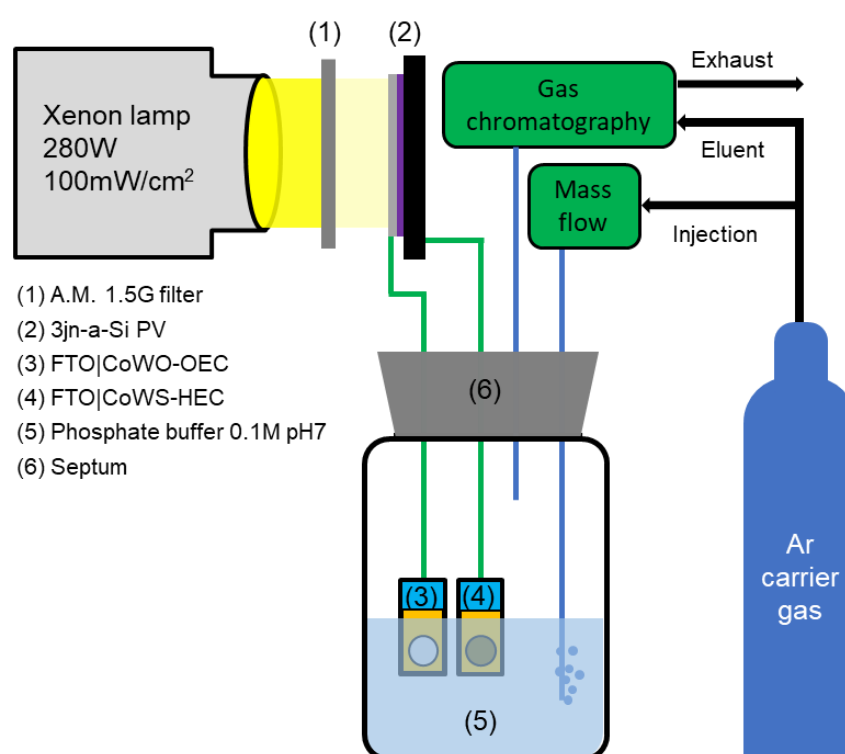 (1)
(2)
Xenon lamp
280W
100mW/cm²
Gas
chromatography
Exhaust
Eluent
Mass
flow
Injection
(1) A.M. 1.5G filter
(2) 3jn-a-Si PV
(3) FTO|CoWO-OEC
(4) FTO|CoWS-HEC
(5) Phosphate buffer 0.1M pH7
(6) Septum
(6)
(3)
(4)
(5)
Ar
carrier
gas